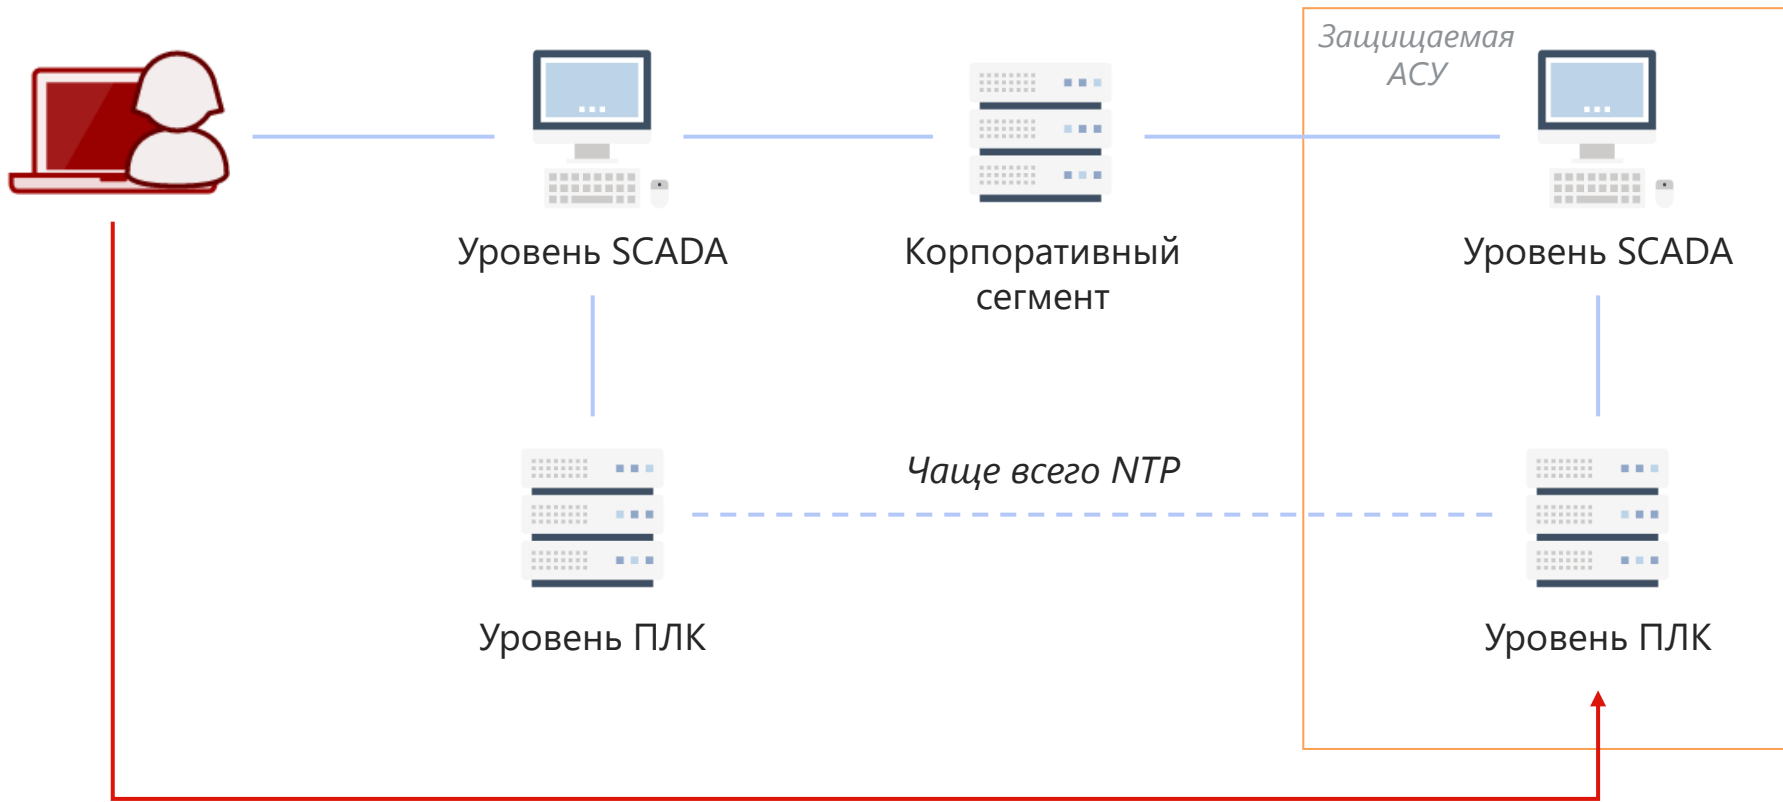 Защищаемая
АСУ
Уровень SCADA
Корпоративный
сегмент
Уровень SCADA
Чаще всего NTP
Уровень ПЛК
Уровень ПЛК